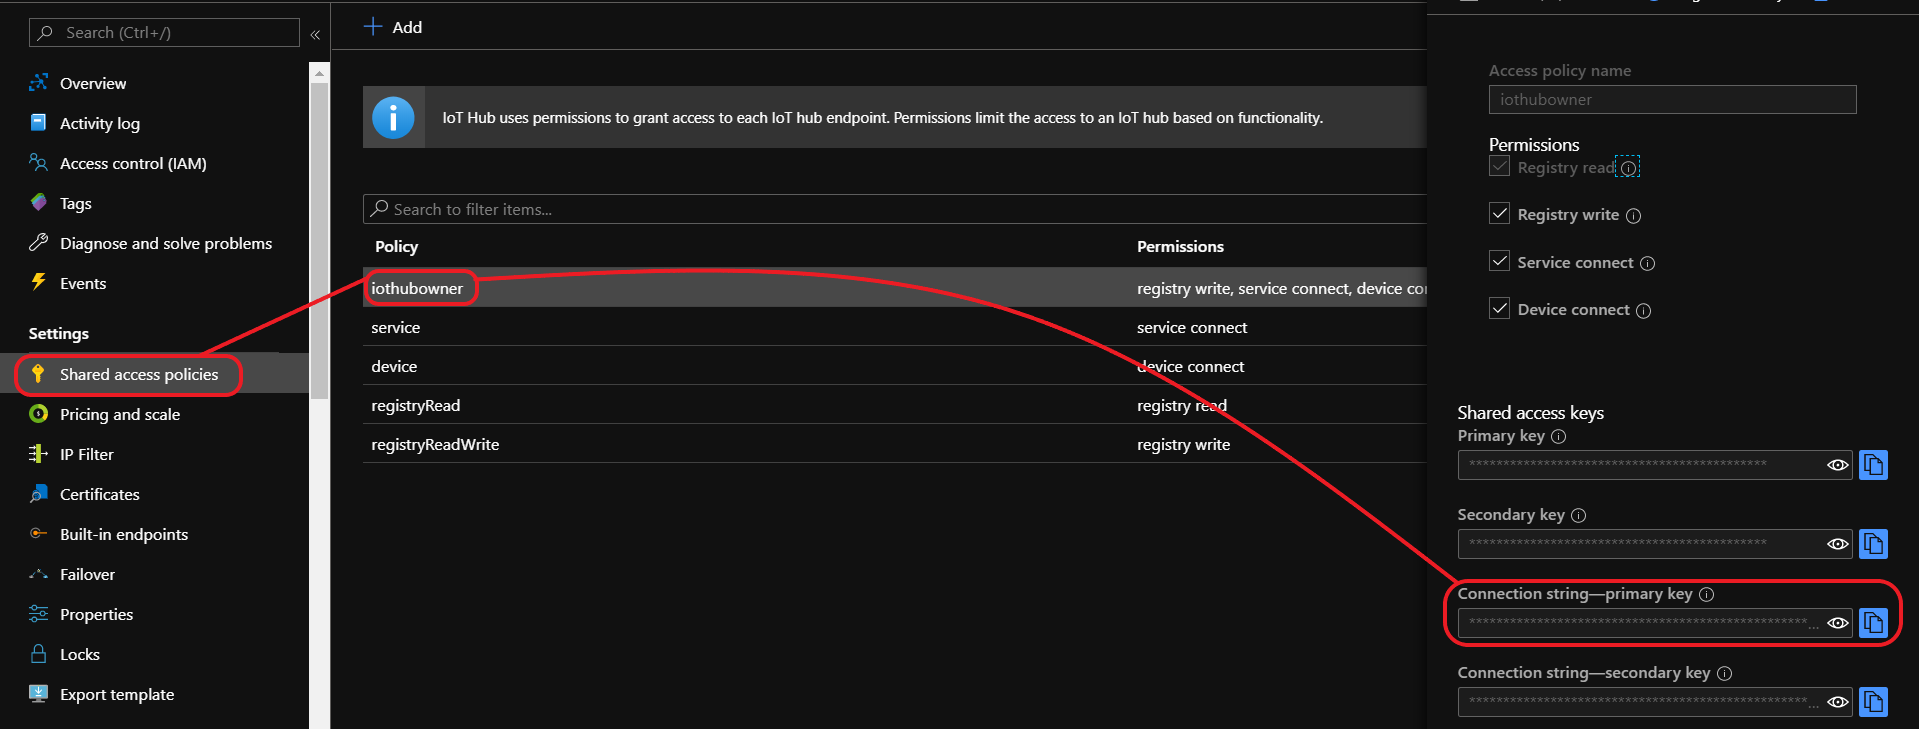 Search (Ctrl+/)
«
Overview
Activity log
Access control (IAM)
Tags
Diagnose and solve problems
Events
Settings
Shared access policies
Pricing and scale
IP Filter
Certificates
Built-in endpoints
Failover
Properties
Locks
Export template
Add
IoT Hub uses permissions to grant access to each IoT hub endpoint. Permissions limit the access to an IoT hub based on functionality.
Search to filter items...
Policy Permissions
iothubowner registry write, service connect, device
service service connect
device device connect
registryRead registry read
registryReadWrite registry write
Access policy name
iothubowner
Permissions
Registry read
Registry write
Service connect
Device connect
Shared access keys
Primary key
********************************************
Secondary key
********************************************
Connection string—primary key
**************************************************...
Connection string—secondary key
**************************************************...